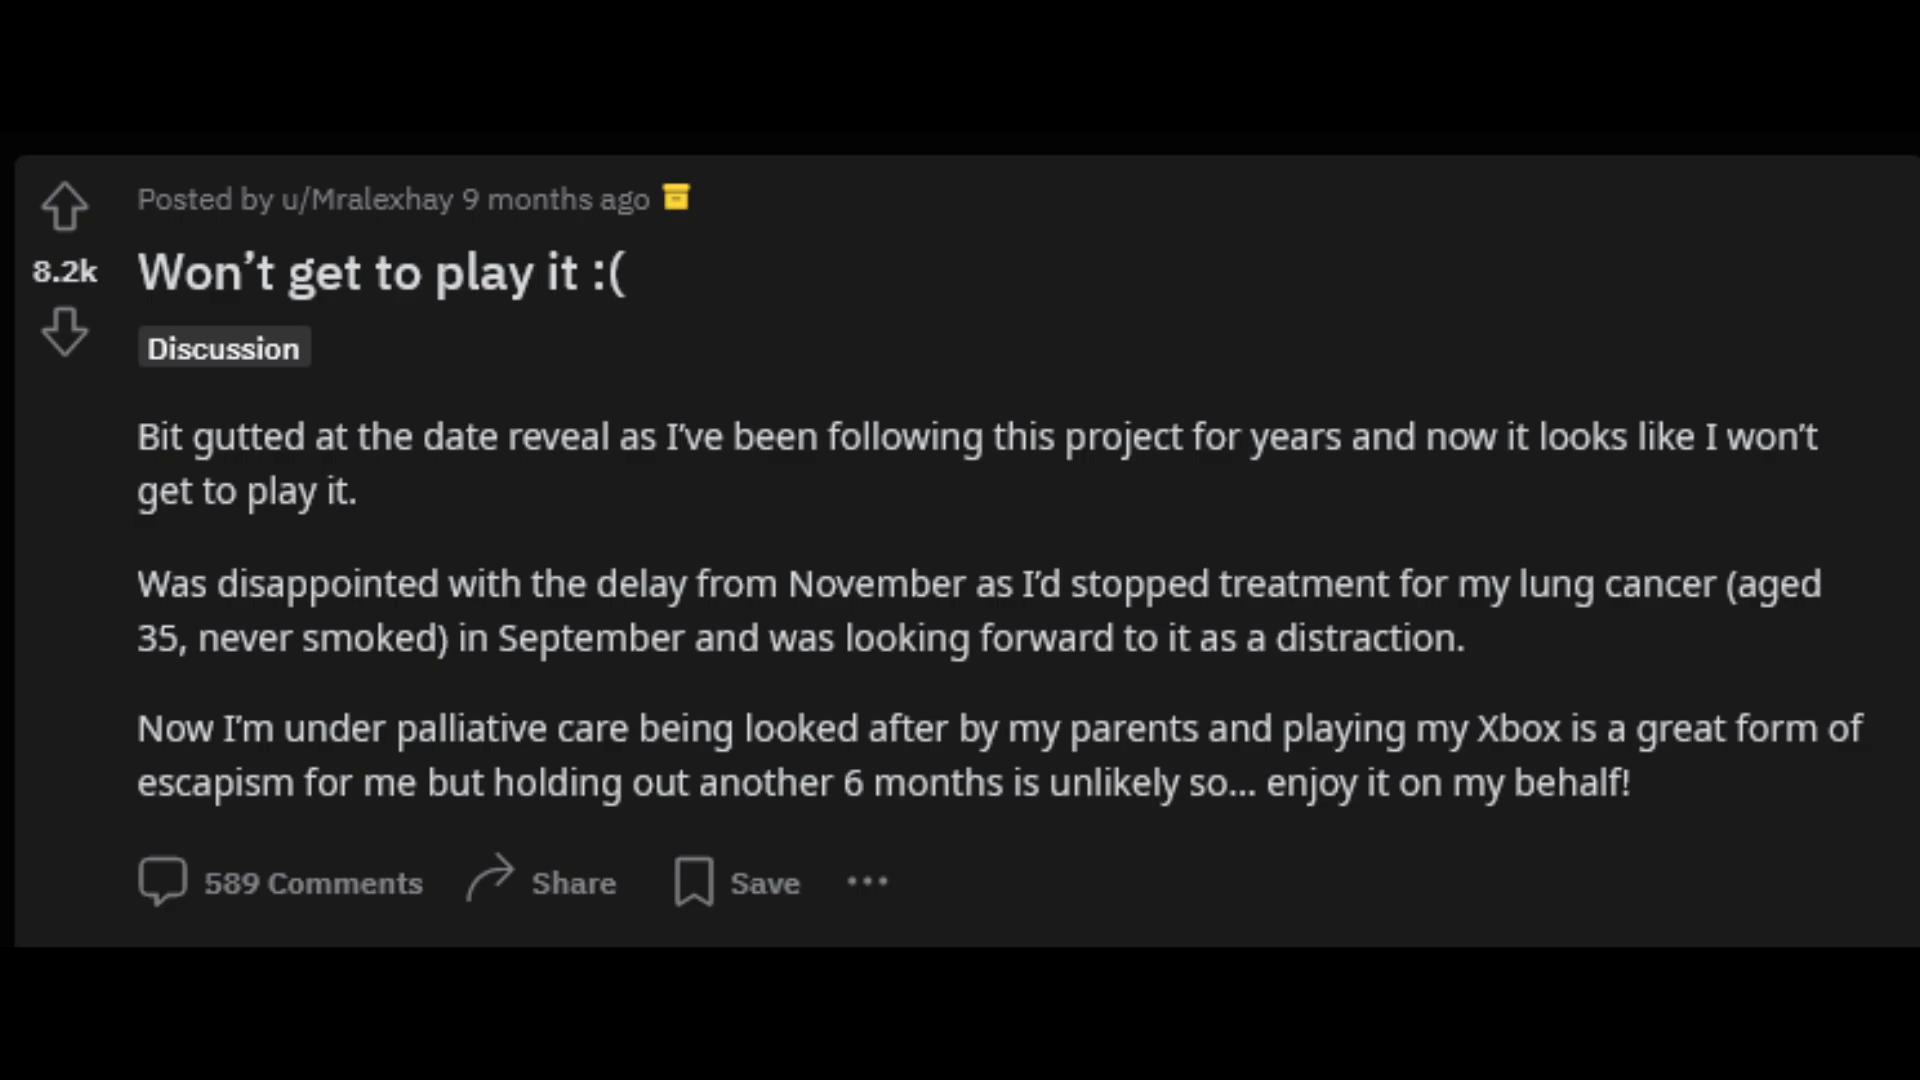 Posted by u/Mralexhay 9 months ago
8.2k
Won’t get to play it :(
Discussion
Bit gutted at the date reveal as I’ve been following this project for years and now it looks like I won’t
get to play it.
Was disappointed with the delay from November as I’d stopped treatment for my lung cancer (aged
35, never smoked) in September and was looking forward to it as a distraction.
Now I’m under palliative care being looked after by my parents and playing my Xbox is a great form of
escapism for me but holding out another 6 months is unlikely so... enjoy it on my behalf!
589 Comments Share Save